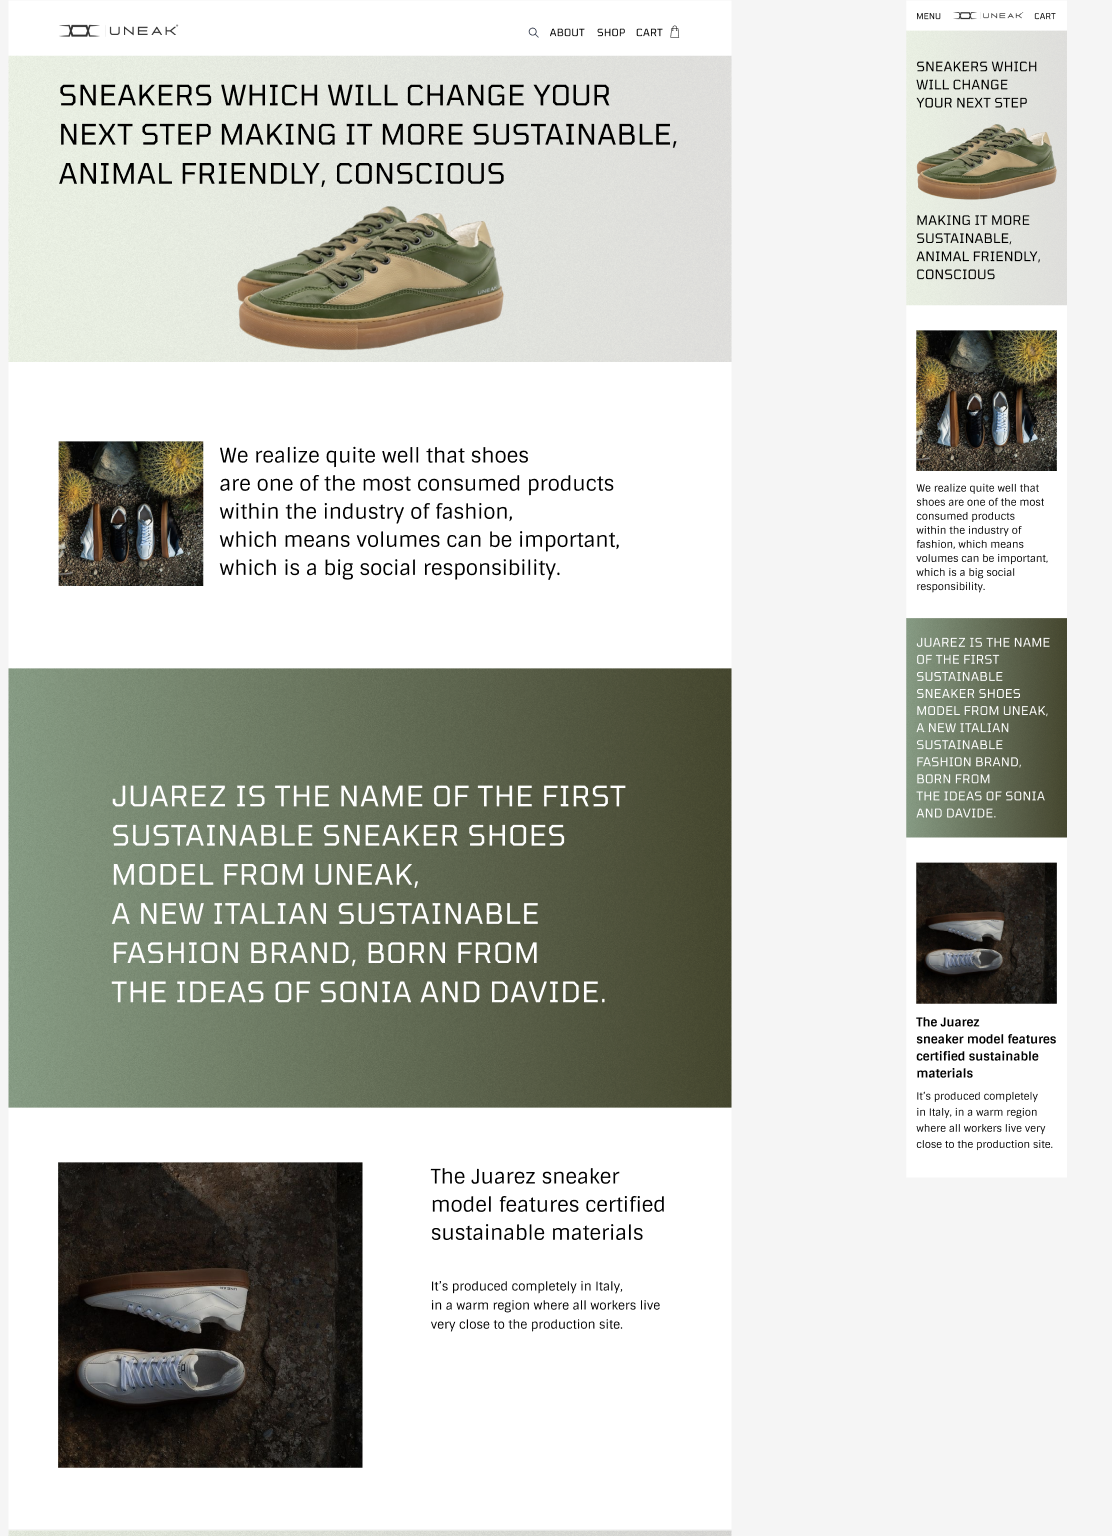 UNEAK
ABOUT SHOP CART
SNEAKERS WHICH WILL CHANGE YOUR
NEXT STEP MAKING IT MORE SUSTAINABLE,
ANIMAL FRIENDLY, CONSCIOUS
We realize quite well that shoes
are one of the most consumed products
within the industry of fashion,
which means volumes can be important,
which is a big social responsibility.
JUAREZ IS THE NAME OF THE FIRST
SUSTAINABLE SNEAKER SHOES
MODEL FROM UNEAK,
A NEW ITALIAN SUSTAINABLE
FASHION BRAND, BORN FROM
THE IDEAS OF SONIA AND DAVIDE.
The Juarez sneaker
model features certified
sustainable materials
It's produced completely in Italy,
in a warm region where all workers live
very close to the production site.
MENU UNEAK CART
SNEAKERS WHICH
WILL CHANGE
YOUR NEXT STEP
MAKING IT MORE
SUSTAINABLE,
ANIMAL FRIENDLY,
CONSCIOUS
We realize quite well that
shoes are one of the most
consumed products
within the industry of
fashion, which means
volumes can be important,
which is a big social
responsibility.
JUAREZ IS THE NAME
OF THE FIRST
SUSTAINABLE
SNEAKER SHOES
MODEL FROM UNEAK,
A NEW ITALIAN
SUSTAINABLE
FASHION BRAND,
BORN FROM
THE IDEAS OF SONIA
AND DAVIDE.
The Juarez
sneaker model features
certified sustainable
materials
It's produced completely
in Italy, in a warm region
where all workers live very
close to the production site.